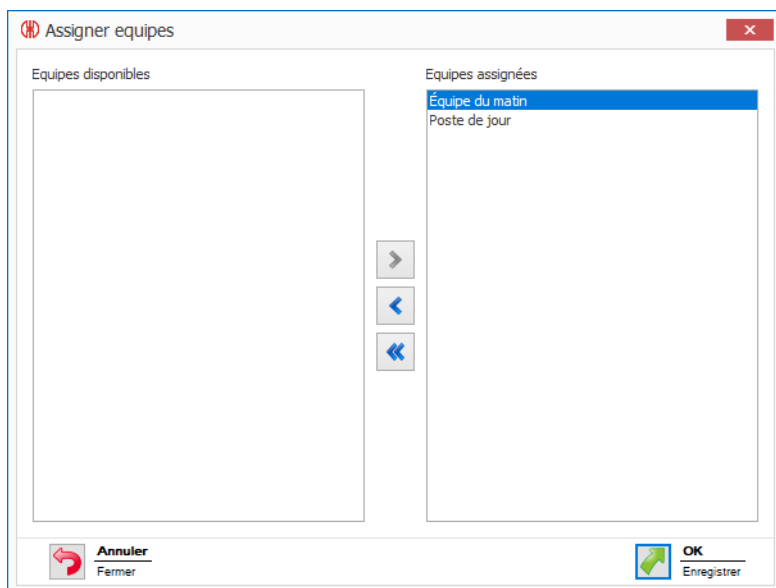 Assigner equipes
Equipes disponibles
Equipes assignées
Équipe du matin
Poste de jour
Annuler
Fermer
OK
Enregistrer